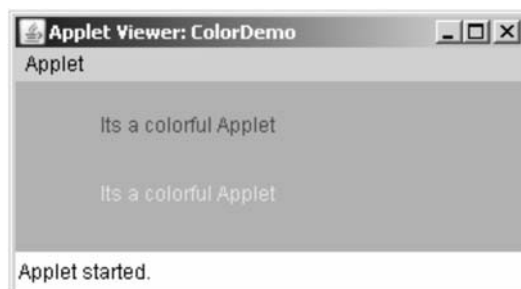 Applet Viewer: ColorDemo
Applet
Its a colorful Applet
Its a colorful Applet
Applet started.